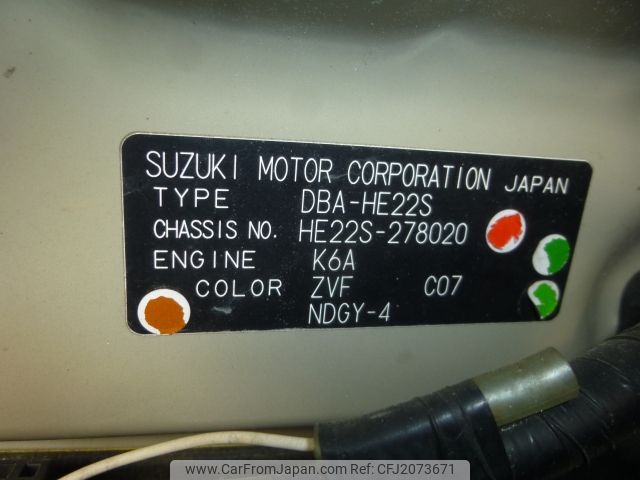 SUZUKI MOTOR CORPORATION JAPAN
TYPE DBA-HE22S
CHASSIS NO. HE22S-278020
ENGINE K6A
COLOR ZVF C07
NDGY-4
www.CarFromJapan.com - CFJ2073671